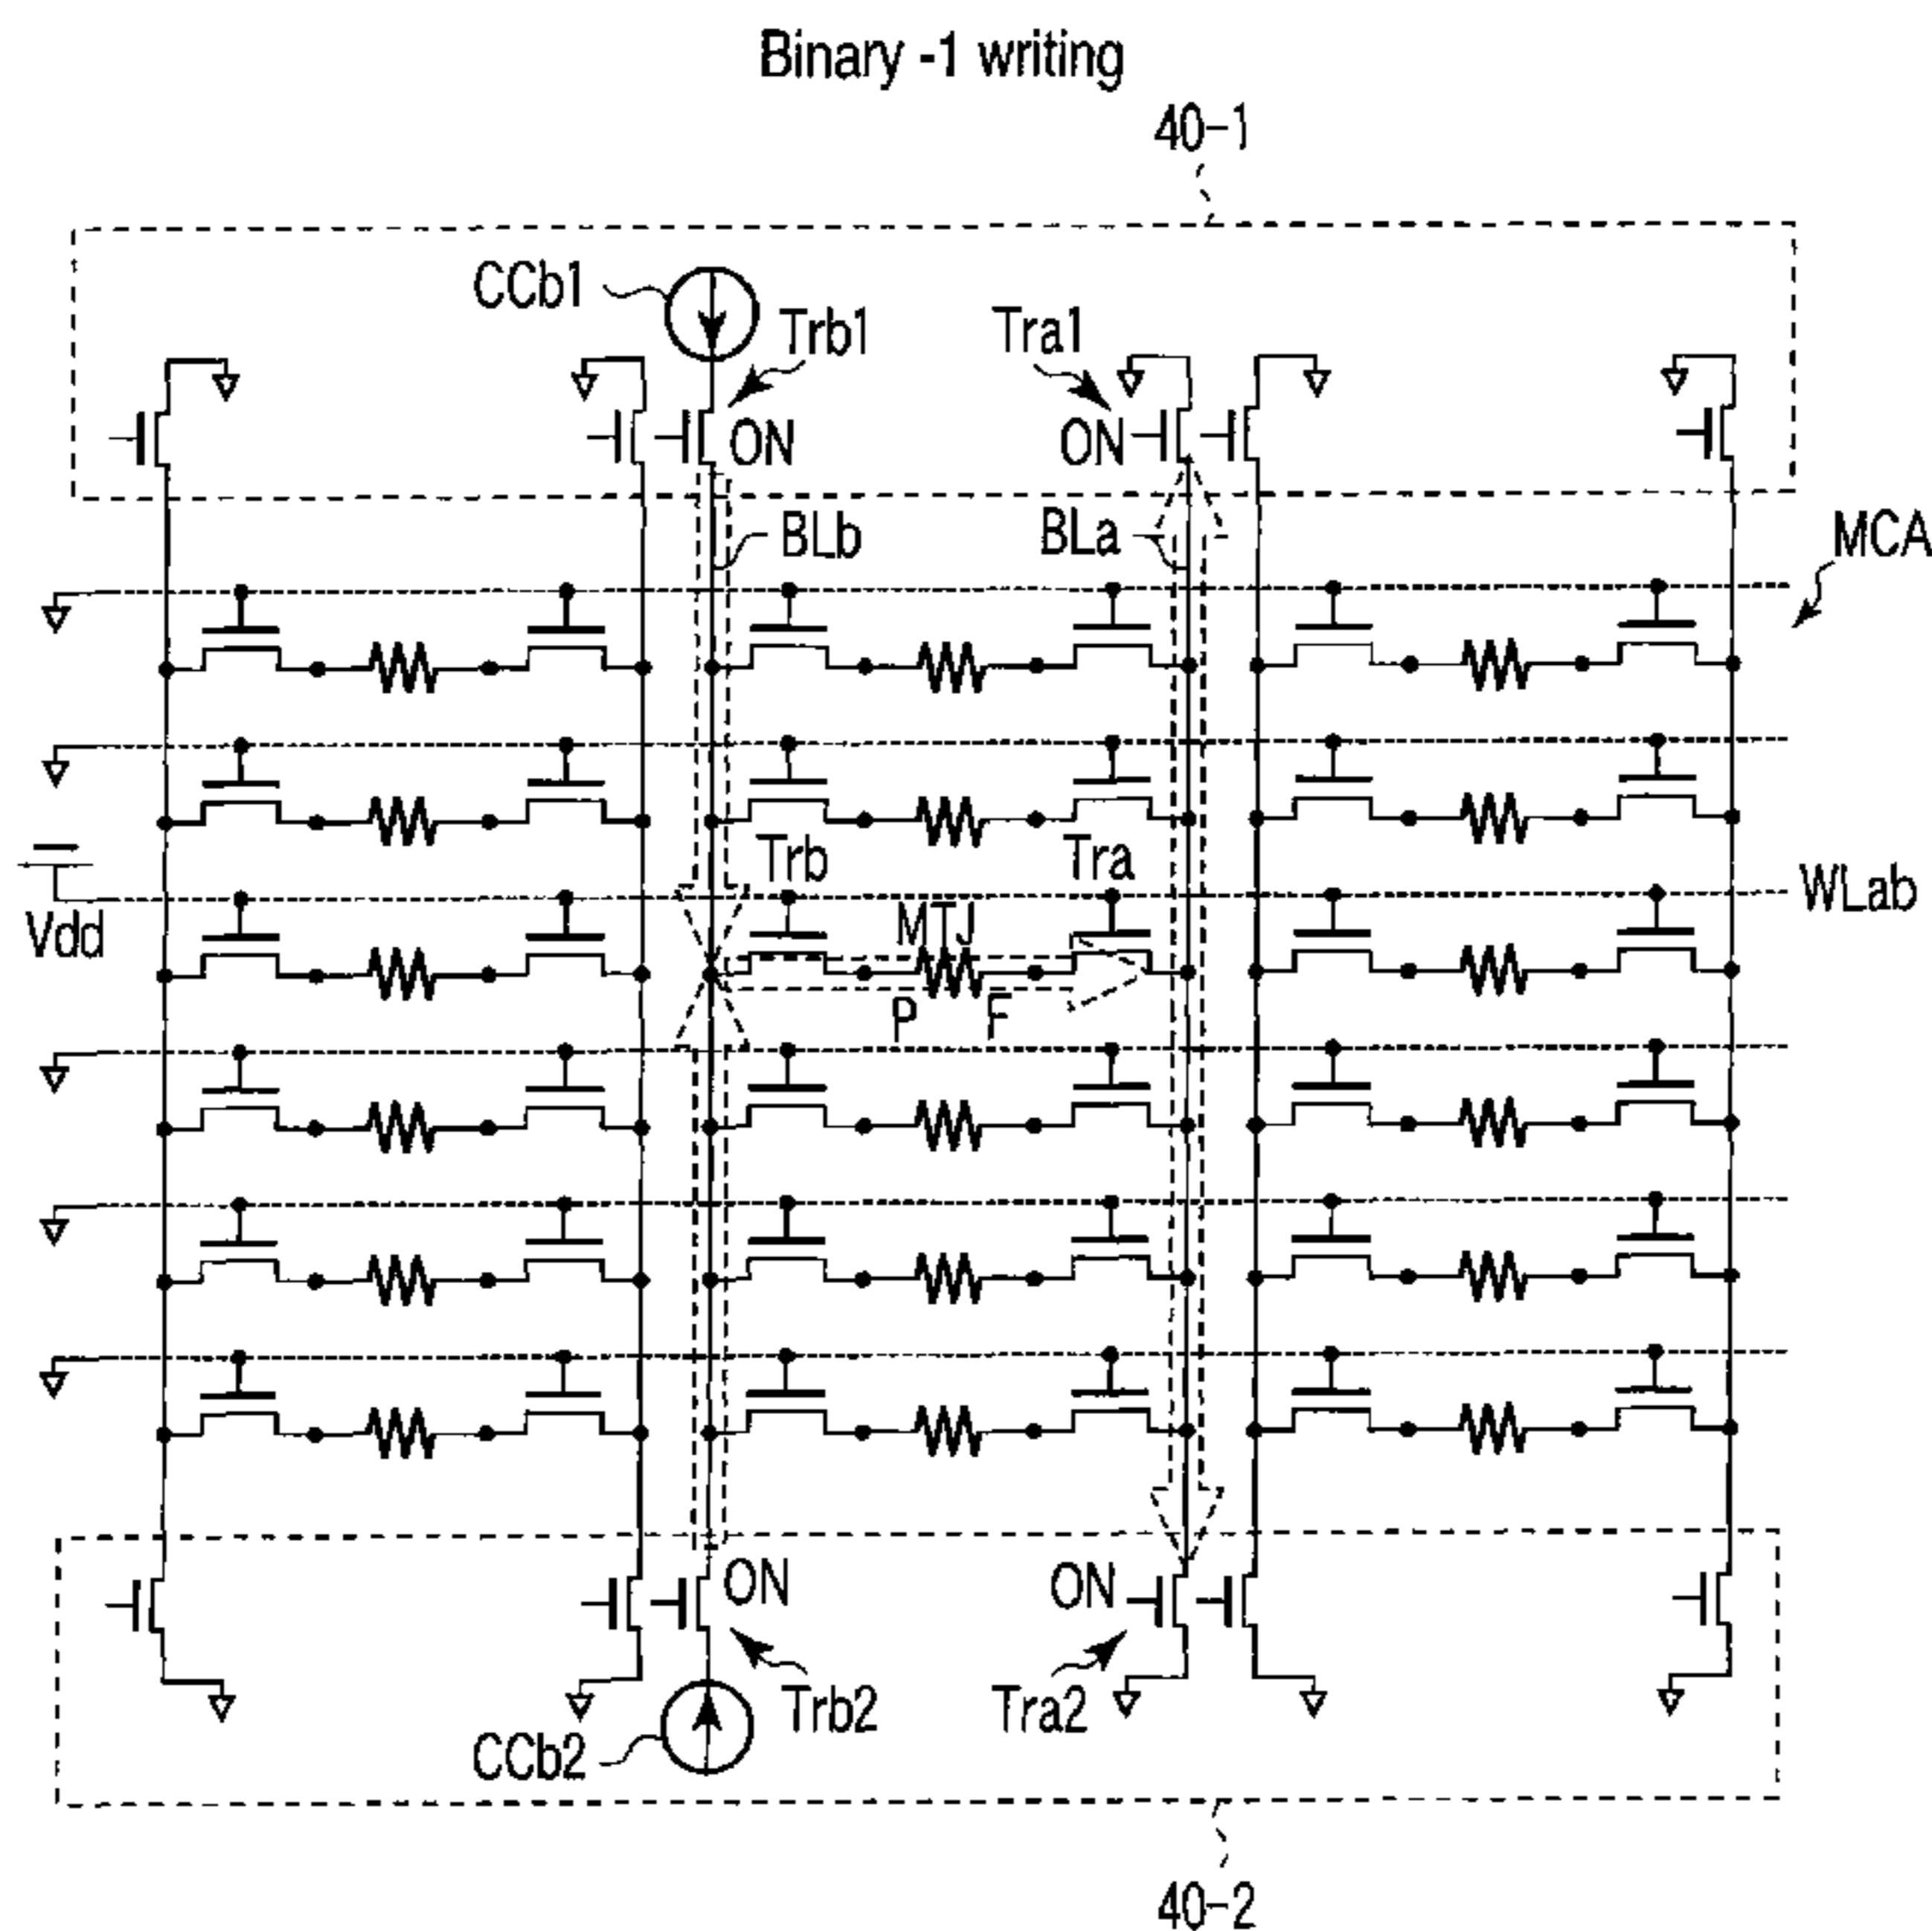 Binary -1 writing
40-1
CCb1
Trb1
Tra1
ON
ON
BLb
BLa
MCA
Trb
Tra
Vdd
MTJ
WLab
P
F
ON
ON
Trb2
Tra2
CCb2
40-2